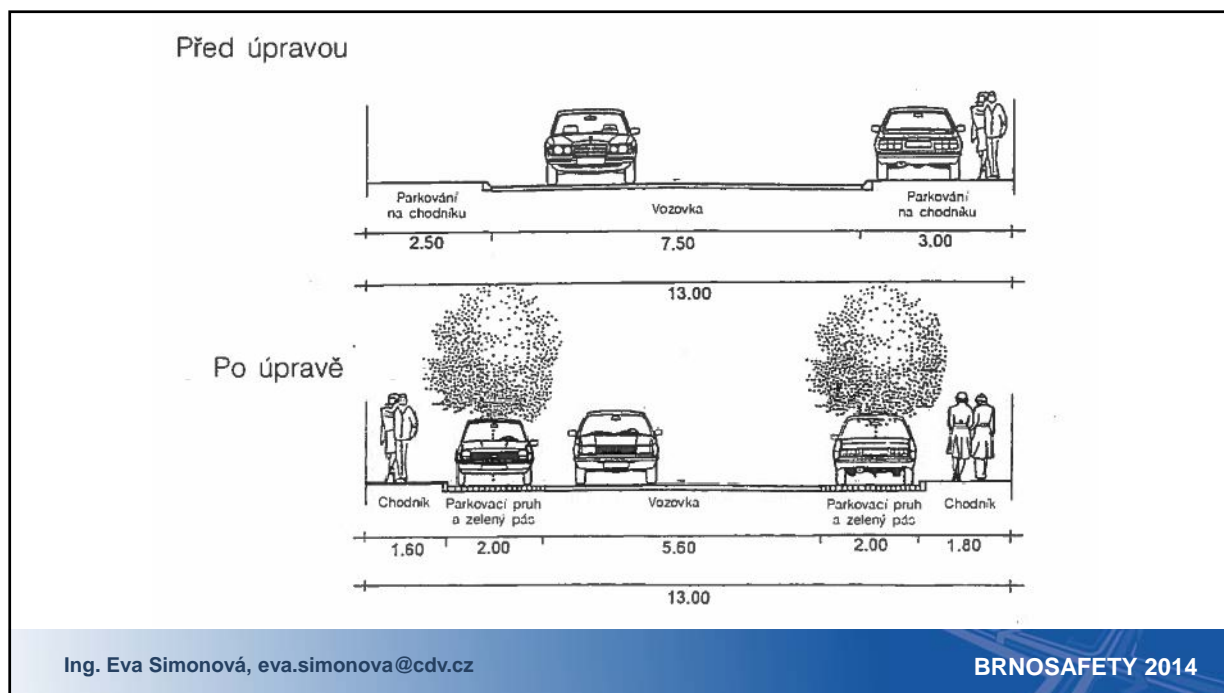 Před úpravou
Parkování
na chodníku
Vozovka
Parkování
na chodníku
2.50
7.50
3.00
13.00
Po úpravě
Chodník
Parkovací pruh
a zelený pás
Vozovka
Parkovací pruh
a zelený pás
Chodník
1.60
2.00
5.60
2.00
1.80
13.00
Ing. Eva Simonová, eva.simonova@cdv.cz
BRNOSAFETY 2014